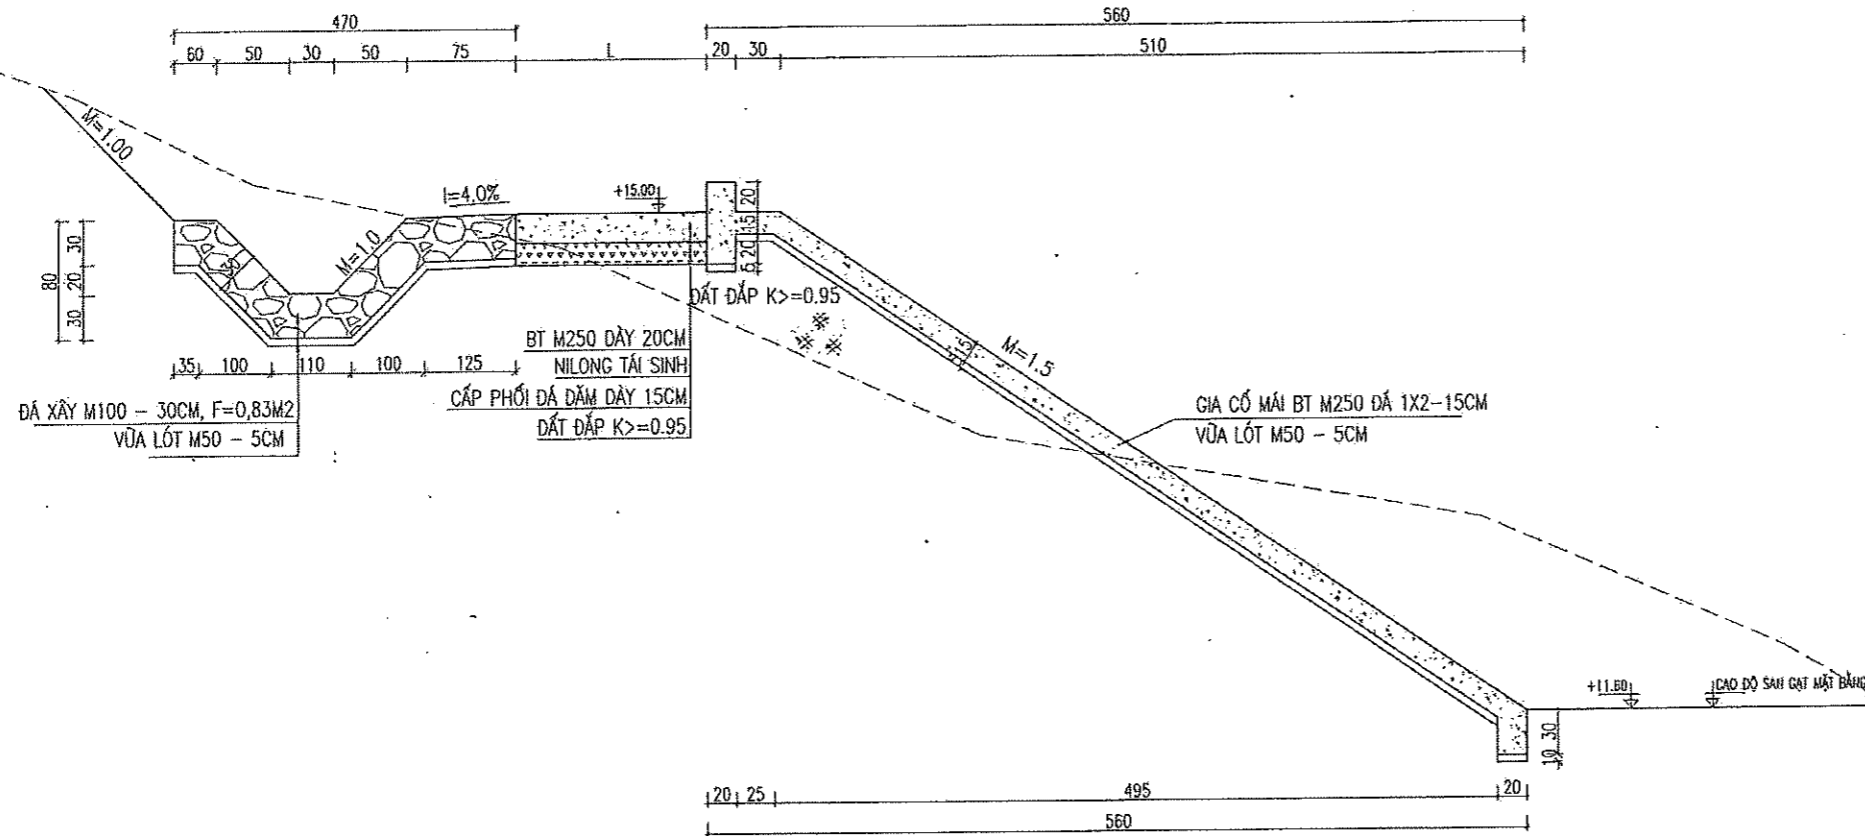 470
560
60 50 30 50 75 L 20 30 510
M=1.00
I=4.0%
+15.00
20
15
20
5
30
20
30
80
30
M=1.0
ĐẤT ĐẮP K>=0.95
BT M250 DÀY 20CM
NILONG TÁI SINH
CẤP PHỐI ĐÁ DĂM DÀY 15CM
ĐẤT ĐẮP K>=0.95
35 100 110 100 125
ĐÁ XÂY M100 - 30CM, F=0,83M2
VỮA LÓT M50 - 5CM
15
M=1.5
GIA CỐ MÁI BT M250 ĐÁ 1X2-15CM
VỮA LÓT M50 - 5CM
+11.60
CAO ĐỘ SAN GẠT MẶT BẰNG
10 30
20 25 495 20
560